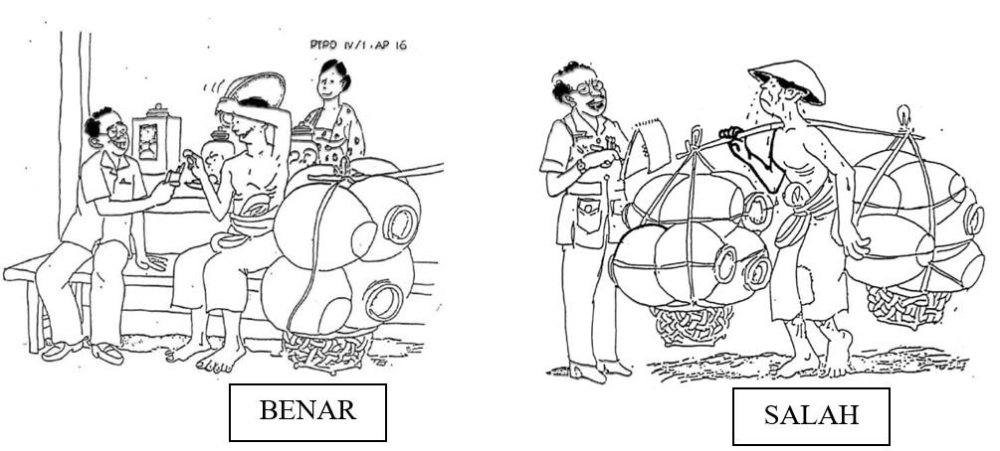 PTPD IV/1.AP 16
BENAR
SALAH